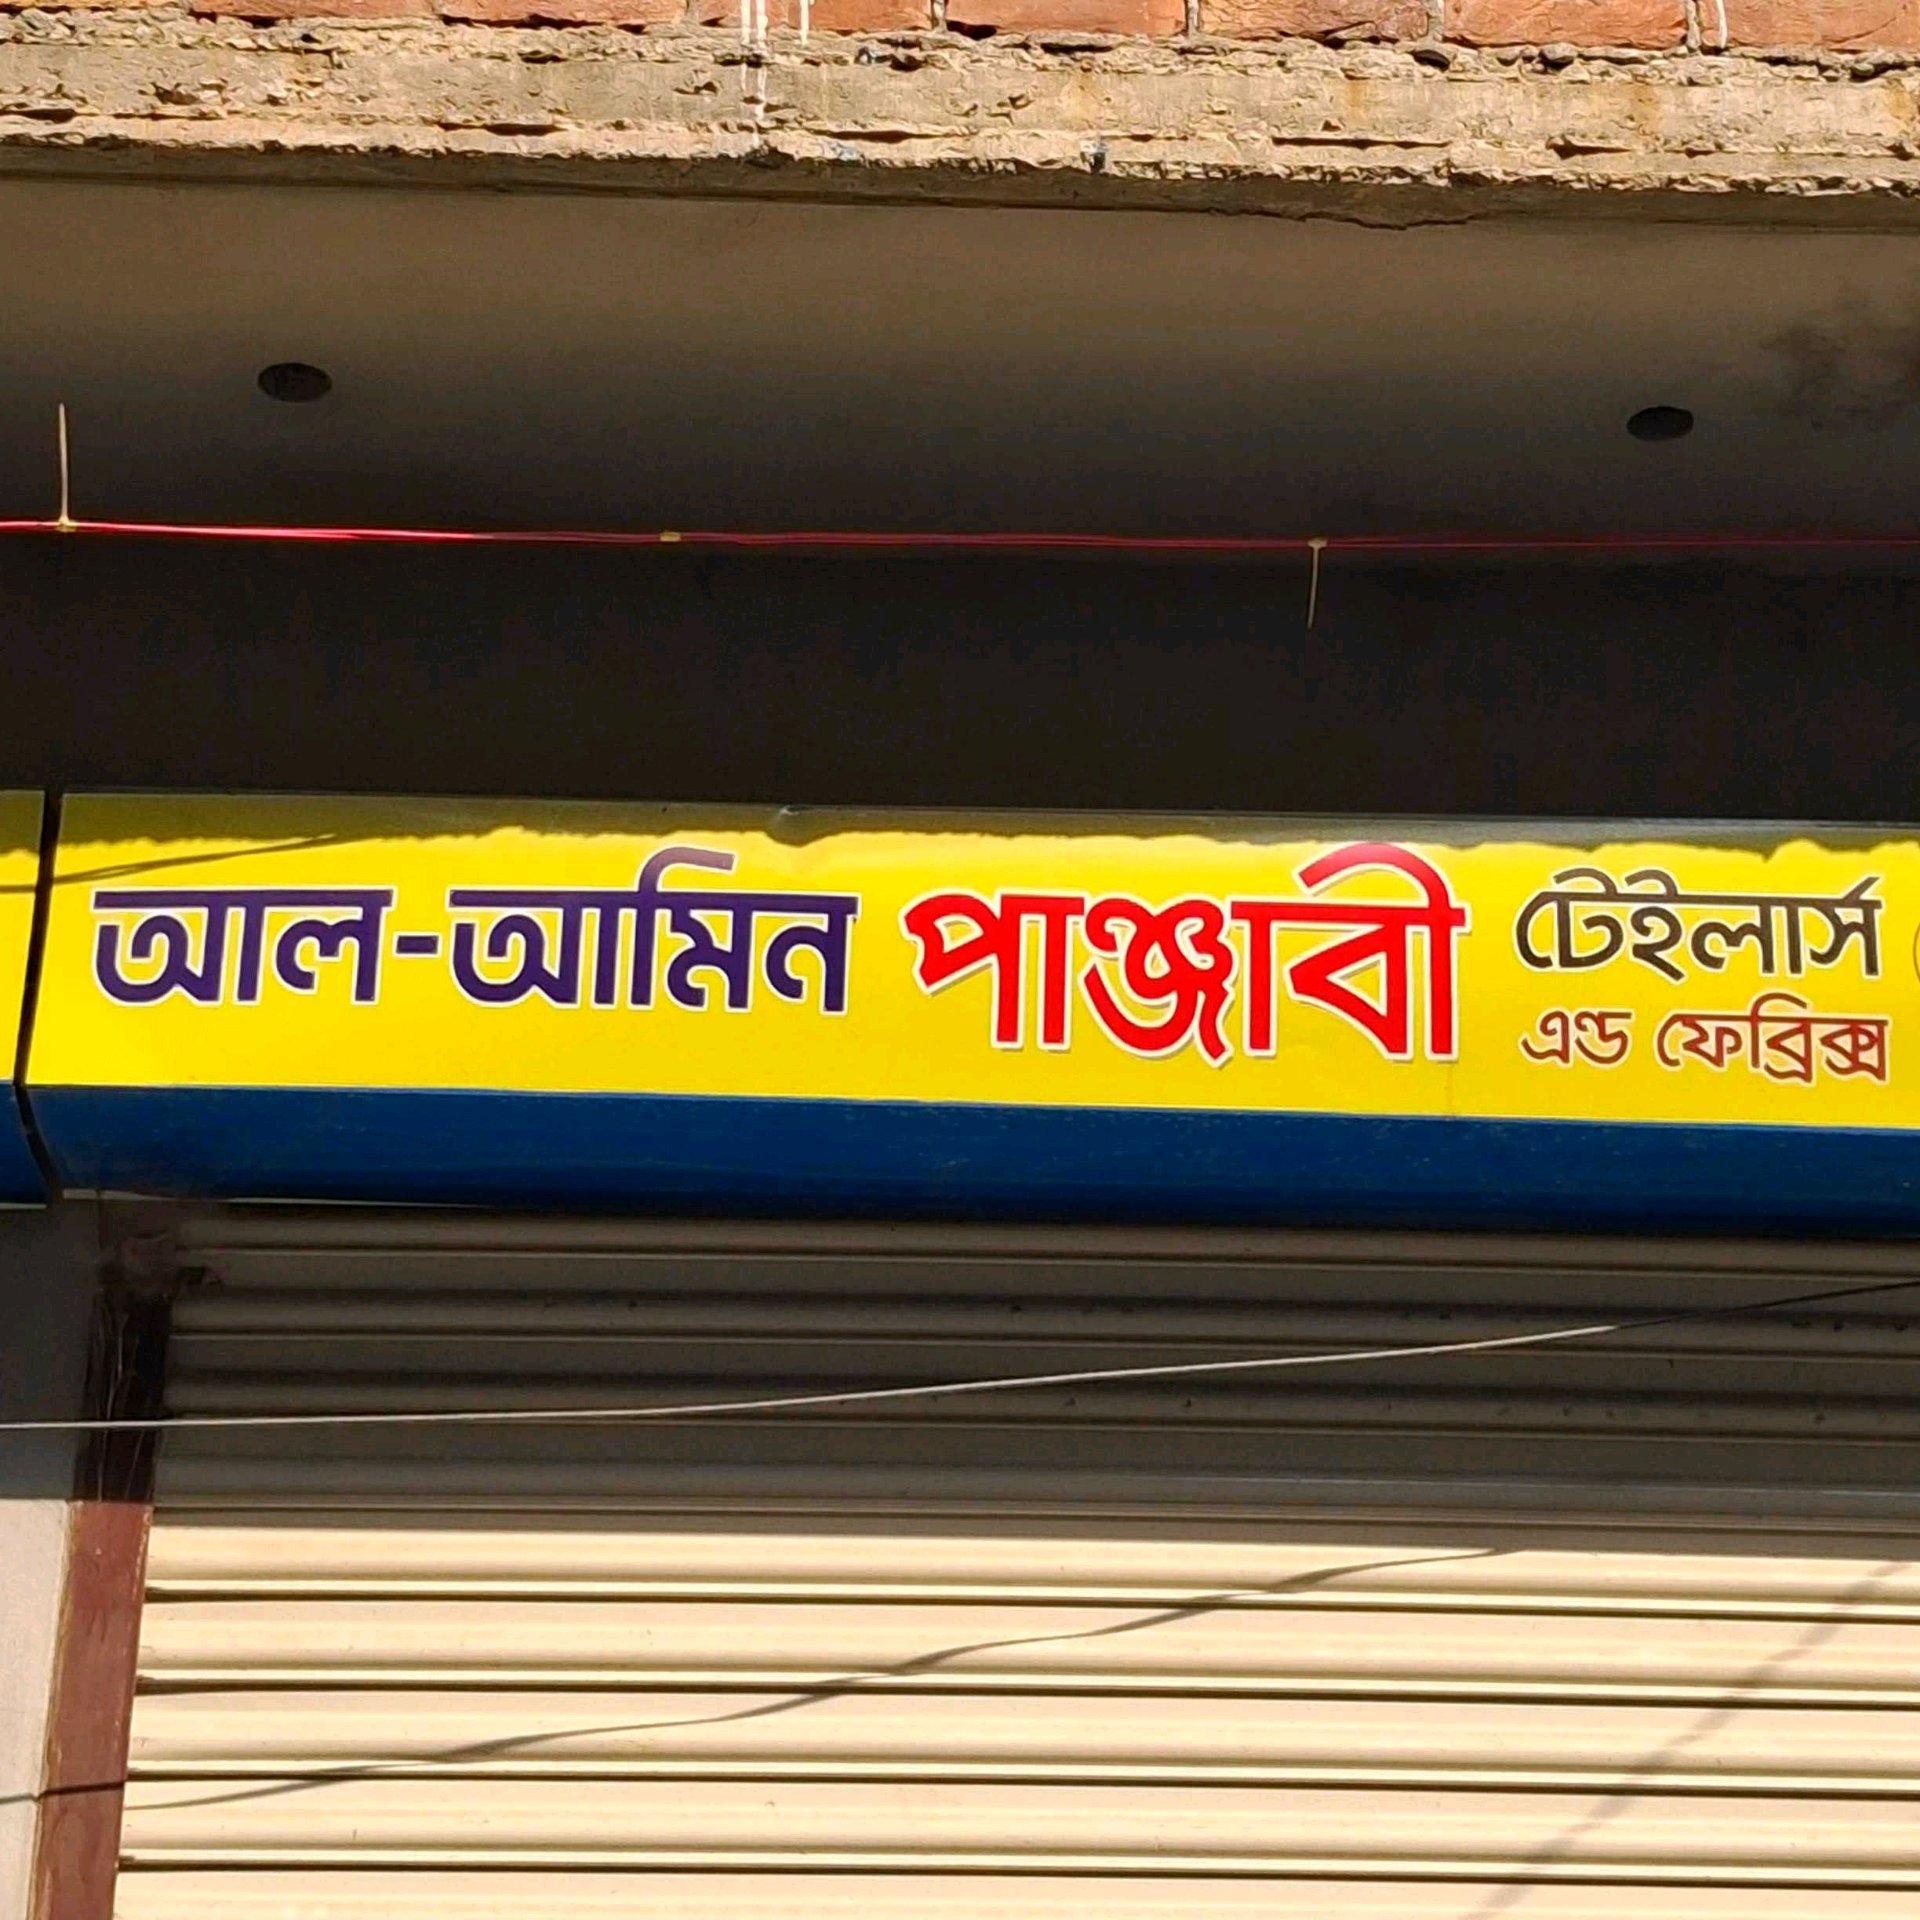 আল-আমিন পাঞ্জাবী টেইলার্স
এন্ড ফেব্রিক্স